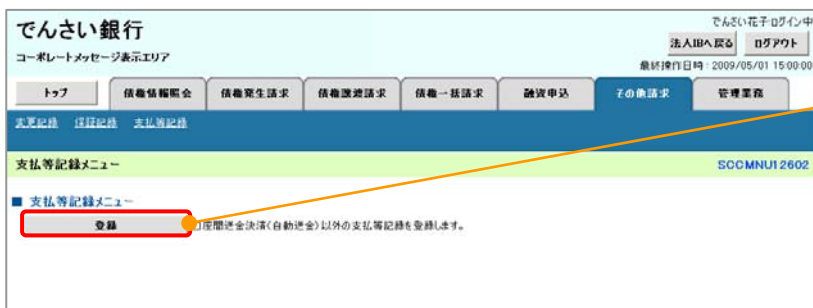 でんさい銀行
でんさい花子ログイン中
コーポレートメッセージ表示エリア
法人IBへ戻る ログアウト
最終操作日時：2009/05/01 15:00:00
トップ 債権情報照会 債権発生請求 債権譲渡請求 債権一括請求 融資申込 その他請求 管理業務
変更記録 保証記録 支払等記録
支払等記録メニュー SCCMNU12602
■ 支払等記録メニュー
登録 口座間送金決済(自動送金)以外の支払等記録を登録します。